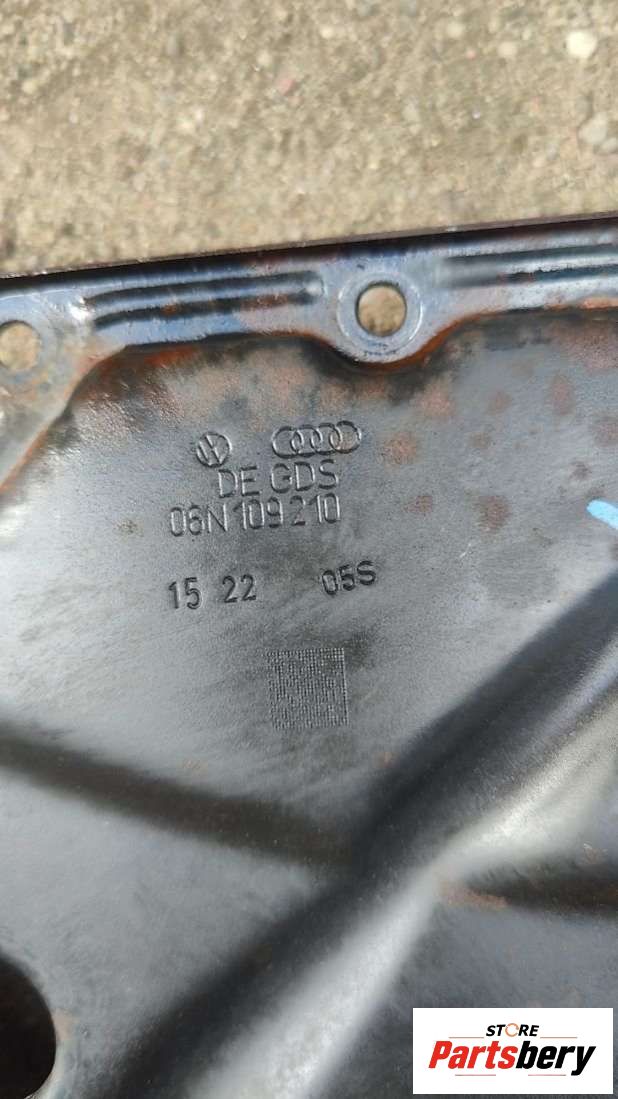 DE GDS
06N 109 210
15 22 05S
STORE
Partsbery